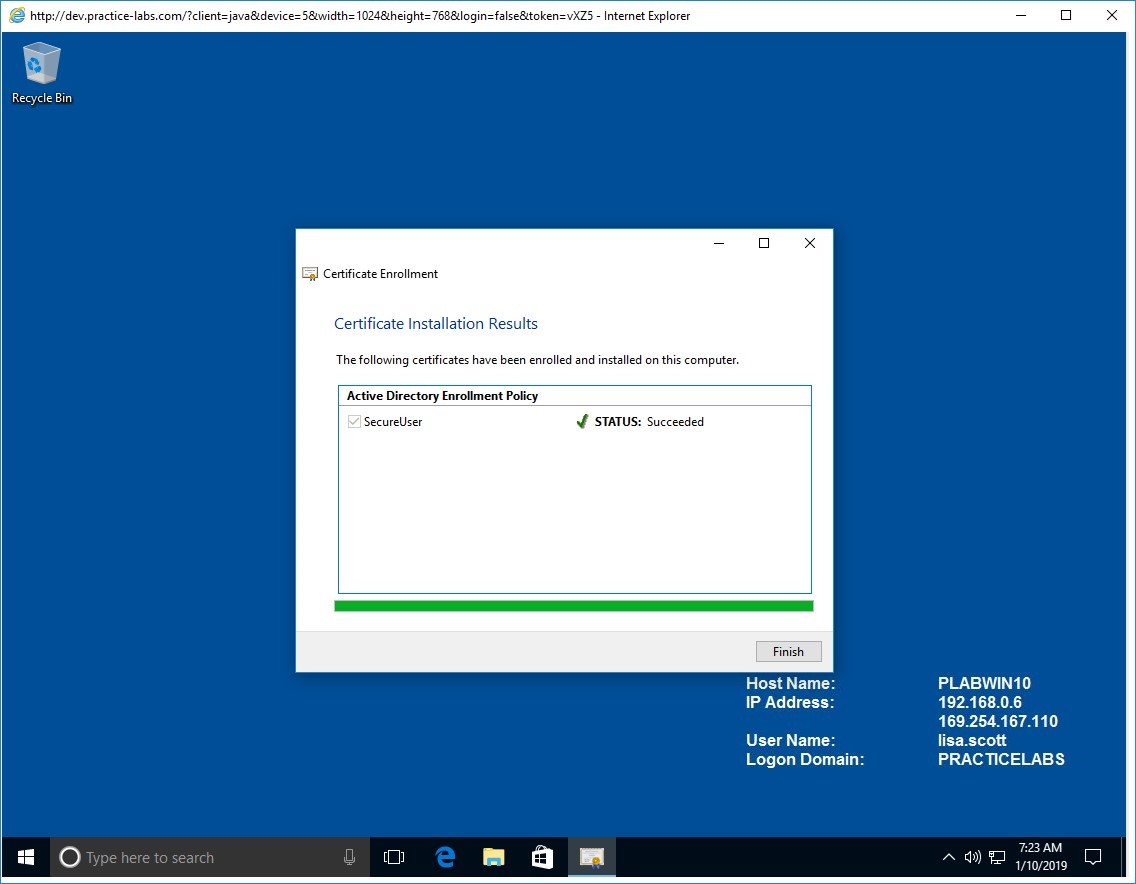 http://dev.practice-labs.com/?client=java&device=5&width=1024&height=768&login=false&token=vXZ5 - Internet Explorer
Recycle Bin
Certificate Enrollment
Certificate Installation Results
The following certificates have been enrolled and installed on this computer.
Active Directory Enrollment Policy
SecureUser STATUS: Succeeded
Finish
Host Name: PLABWIN10
IP Address: 192.168.0.6
169.254.167.110
User Name: lisa.scott
Logon Domain: PRACTICELABS
Type here to search
7:23 AM
1/10/2019